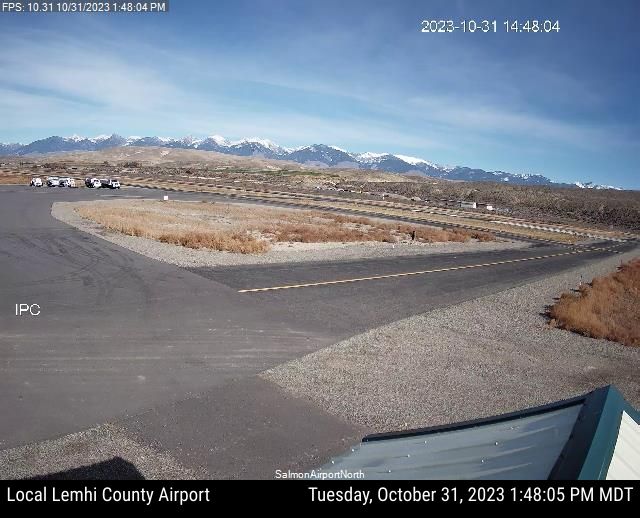 FPS: 10.31 10/31/2023 1:48:04 PM
2023-10-31 14:48:04
IPC
SalmonAirportNorth
Local Lemhi County Airport Tuesday, October 31, 2023 1:48:05 PM MDT